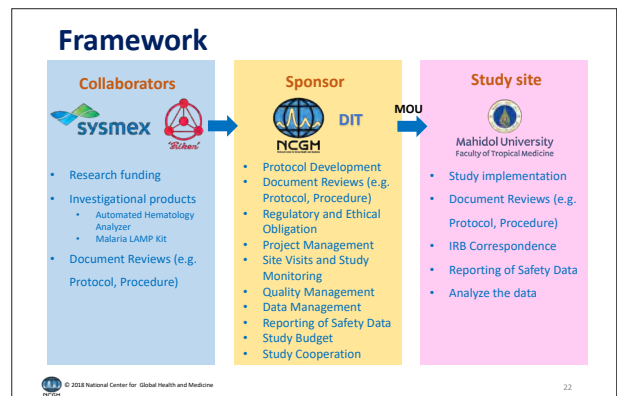 Framework
Collaborators
sysmex
"Eiken"
• Research funding
• Investigational products
• Automated Hematology
Analyzer
• Malaria LAMP Kit
• Document Reviews (e.g.
Protocol, Procedure)
Sponsor
NCGM
DIT
• Protocol Development
• Document Reviews (e.g.
Protocol, Procedure)
• Regulatory and Ethical
Obligation
• Project Management
• Site Visits and Study
Monitoring
• Quality Management
• Data Management
• Reporting of Safety Data
• Study Budget
• Study Cooperation
MOU
Study site
Mahidol University
Faculty of Tropical Medicine
• Study implementation
• Document Reviews (e.g.
Protocol, Procedure)
• IRB Correspondence
• Reporting of Safety Data
• Analyze the data
NCGM
© 2018 National Center for Global Health and Medicine
22